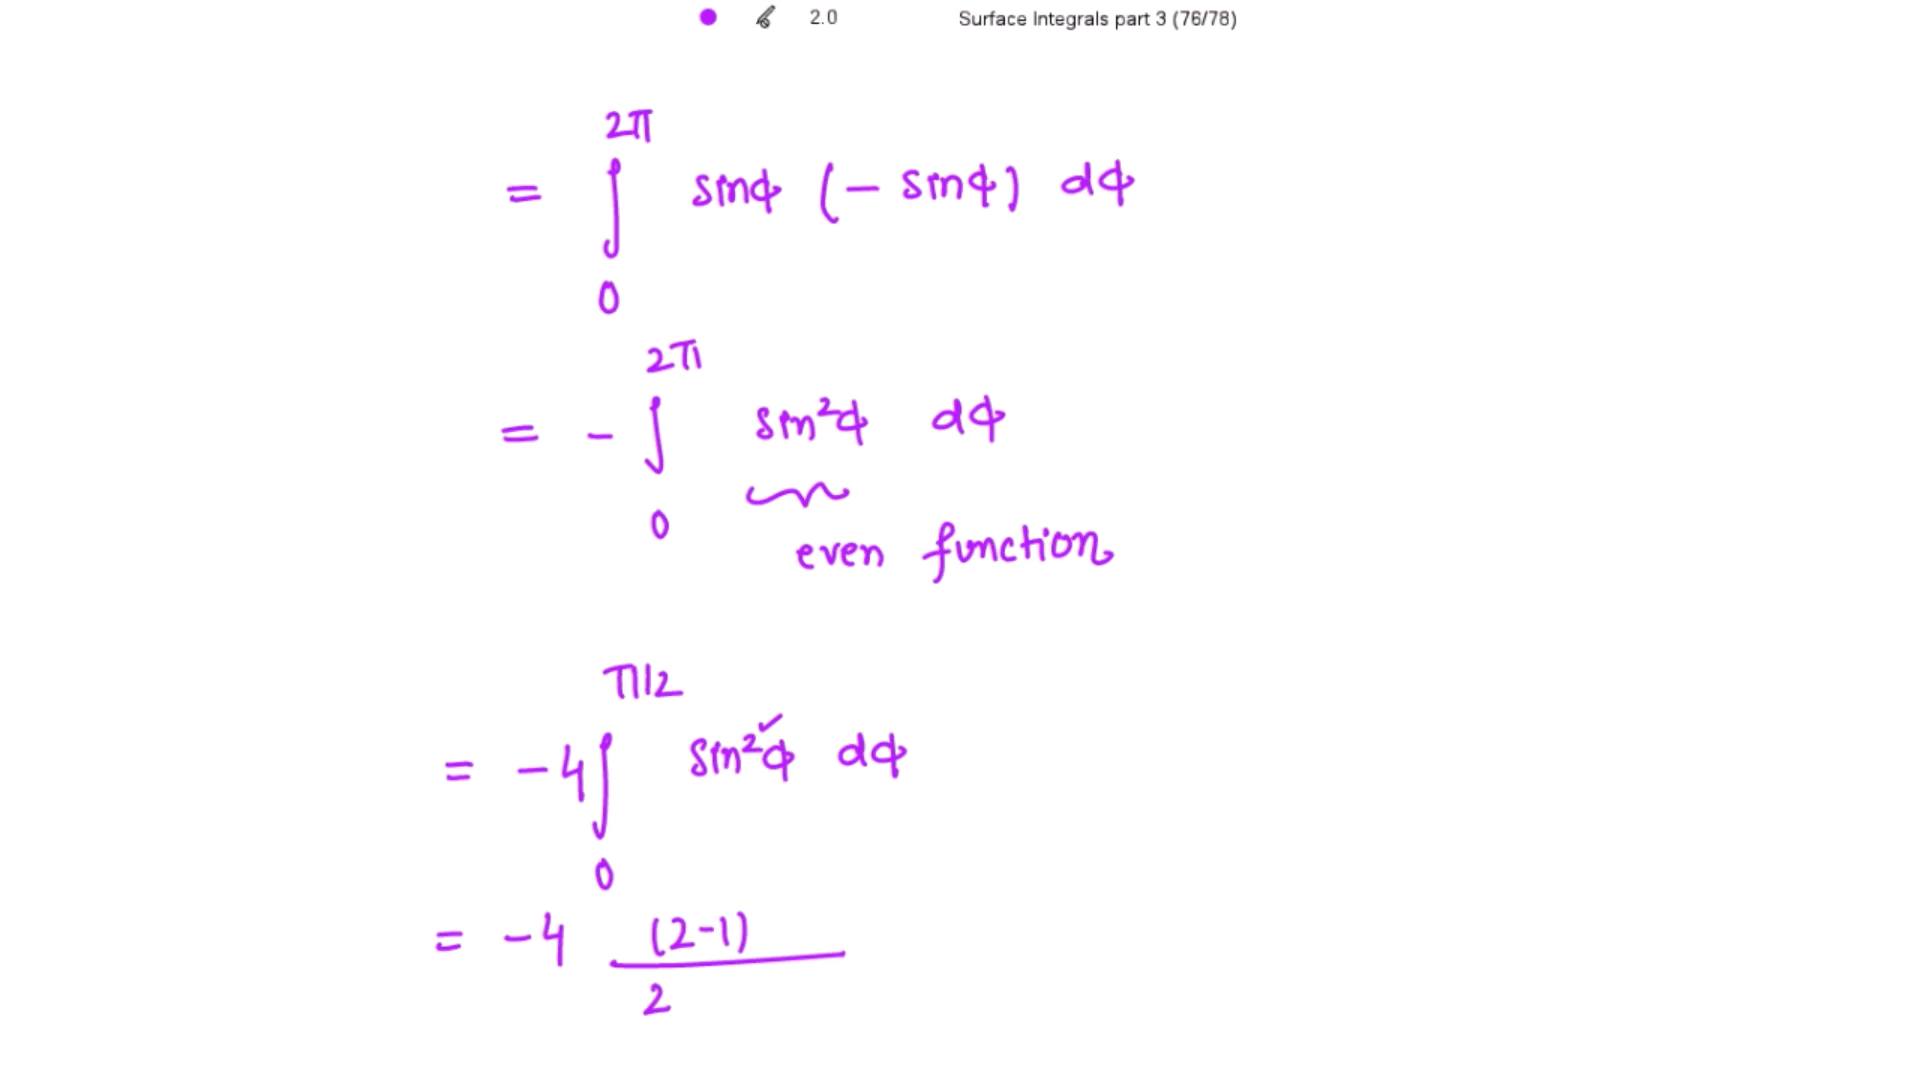 2.0 Surface Integrals part 3 (76/78)
2π
= ∫ sinϕ (- sinϕ) dϕ
0
2π
= - ∫ sin²ϕ dϕ
0
even function
π/2
= -4 ∫ sin²ϕ dϕ
0
= -4 (2-1)
2